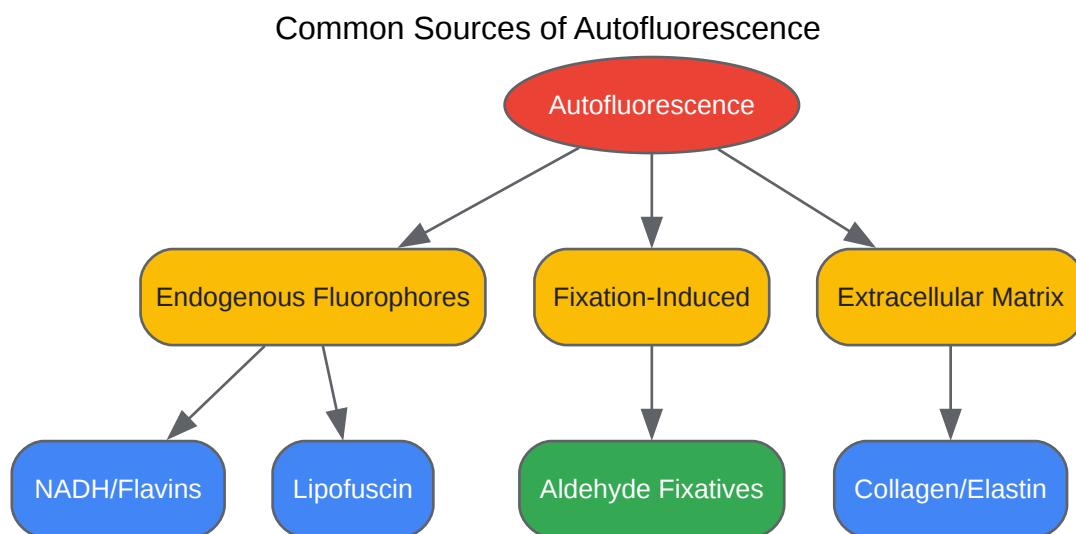 Common Sources of Autofluorescence
Autofluorescence
Endogenous Fluorophores
Fixation-Induced
Extracellular Matrix
NADH/Flavins
Lipofuscin
Aldehyde Fixatives
Collagen/Elastin